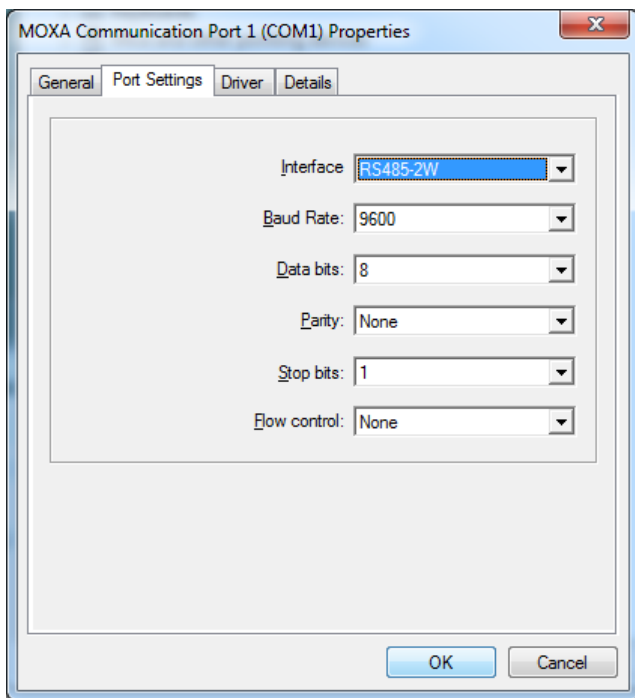 MOXA Communication Port 1 (COM1) Properties
General Port Settings Driver Details
Interface RS485-2W
Baud Rate: 9600
Data bits: 8
Parity: None
Stop bits: 1
Flow control: None
OK Cancel